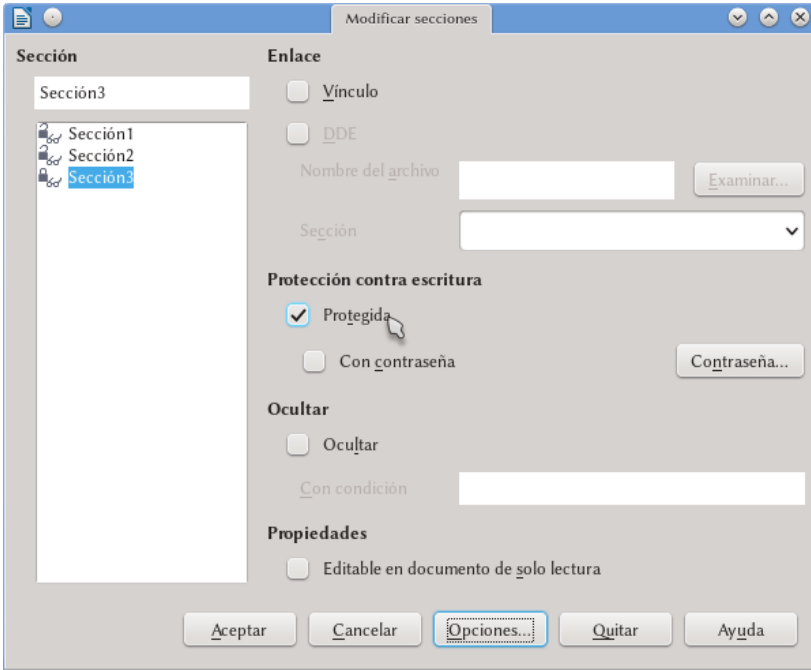 Modificar secciones
Sección
Sección3
Sección1
Sección2
Sección3
Enlace
Vínculo
DDE
Nombre del archivo
Examinar...
Sección
Protección contra escritura
Protegida
Con contraseña
Contraseña...
Ocultar
Ocultar
Con condición
Propiedades
Editable en documento de solo lectura
Aceptar
Cancelar
Opciones...
Quitar
Ayuda